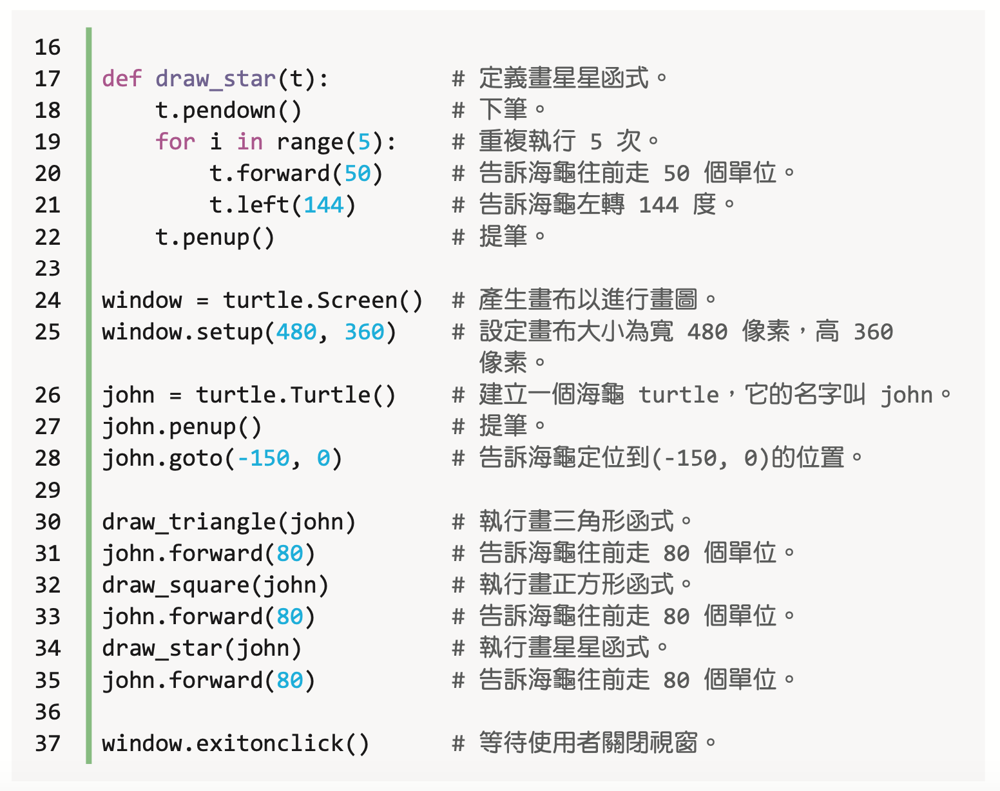 16
17 def draw_star(t): # 定義畫星星函式。
18     t.pendown() # 下筆。
19     for i in range(5): # 重複執行 5 次。
20         t.forward(50) # 告訴海龜往前走 50 個單位。
21         t.left(144) # 告訴海龜左轉 144 度。
22     t.penup() # 提筆。
23
24 window = turtle.Screen() # 產生畫布以進行畫圖。
25 window.setup(480, 360) # 設定畫布大小為寬 480 像素，高 360
像素。
26 john = turtle.Turtle() # 建立一個海龜 turtle，它的名字叫 john。
27 john.penup() # 提筆。
28 john.goto(-150, 0) # 告訴海龜定位到(-150, 0)的位置。
29
30 draw_triangle(john) # 執行畫三角形函式。
31 john.forward(80) # 告訴海龜往前走 80 個單位。
32 draw_square(john) # 執行畫正方形函式。
33 john.forward(80) # 告訴海龜往前走 80 個單位。
34 draw_star(john) # 執行畫星星函式。
35 john.forward(80) # 告訴海龜往前走 80 個單位。
36
37 window.exitonclick() # 等待使用者關閉視窗。